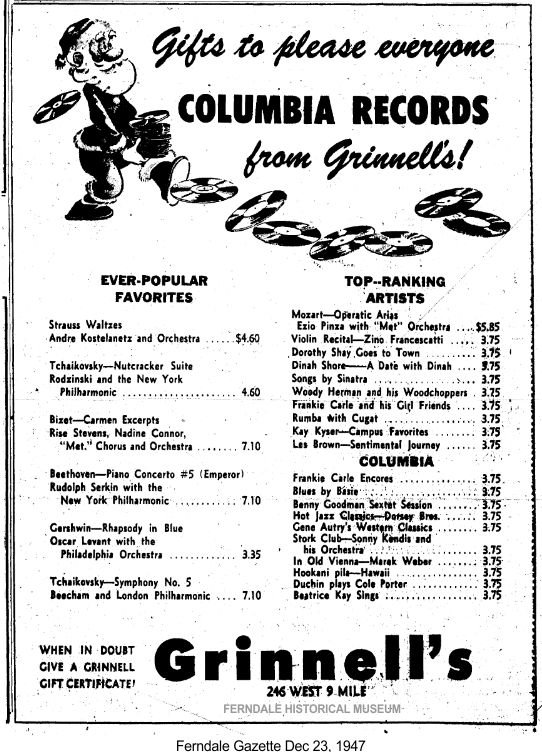 Gifts to please everyone
COLUMBIA RECORDS
from Grinnell's!
EVER-POPULAR
FAVORITES
Strauss Waltzes
Andre Kostelanetz and Orchestra ...... $4.60
Tchaikovsky—Nutcracker Suite
Rodzinski and the New York
Philharmonic ................ 4.60
Bizet—Carmen Excerpts
Rise Stevens, Nadine Connor,
"Met." Chorus and Orchestra ...... 7.10
Beethoven—Piano Concerto #5 (Emperor)
Rudolph Serkin with the
New York Philharmonic .......... 7.10
Gershwin—Rhapsody in Blue
Oscar Levant with the
Philadelphia Orchestra ............ 3.35
Tchaikovsky—Symphony No. 5
Beecham and London Philharmonic .... 7.10
TOP--RANKING
ARTISTS
Mozart—Operatic Arias
Ezio Pinza with "Met" Orchestra .... $5.85
Violin Recital—Zino Francescatti ..... 3.75
Dorothy Shay Goes to Town ......... 3.75
Dinah Shore——A Date with Dinah .... 3.75
Songs by Sinatra .................. 3.75
Woody Herman and his Woodchoppers . 3.75
Frankie Carle and his Girl Friends .... 3.75
Rumba with Cugat ................ 3.75
Kay Kyser—Campus Favorites ........ 3.75
Les Brown—Sentimental Journey ...... 3.75
COLUMBIA
Frankie Carle Encores .............. 3.75
Blues by Basie .................... 3.75
Benny Goodman Sextet Session ....... 3.75
Hot Jazz Classics—Dorsey Bros. ...... 3.75
Gene Autry's Western Classics ....... 3.75
Stork Club—Sonny Kendis and
his Orchestra .................. 3.75
In Old Vienna—Marek Weber ........ 3.75
Hookani pila—Hawaii .............. 3.75
Duchin plays Cole Porter ............ 3.75
Beatrice Kay Sings ................. 3.75
WHEN IN DOUBT
GIVE A GRINNELL
GIFT CERTIFICATE!
Grinnell's
246 WEST 9 MILE
FERNDALE HISTORICAL MUSEUM
Ferndale Gazette Dec 23, 1947